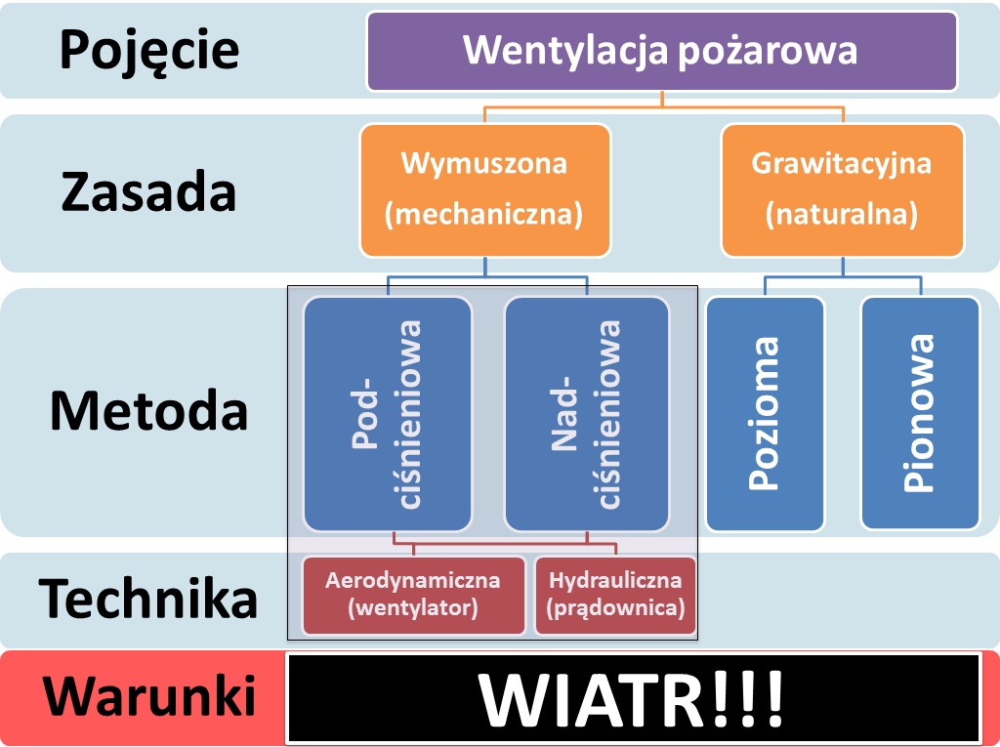 Pojęcie
Wentylacja pożarowa
Zasada
Wymuszona
(mechaniczna)
Grawitacyjna
(naturalna)
Metoda
Pod-
ciśnieniowa
Nad-
ciśnieniowa
Pozioma
Pionowa
Technika
Aerodynamiczna
(wentylator)
Hydrauliczna
(prądownica)
Warunki
WIATR!!!